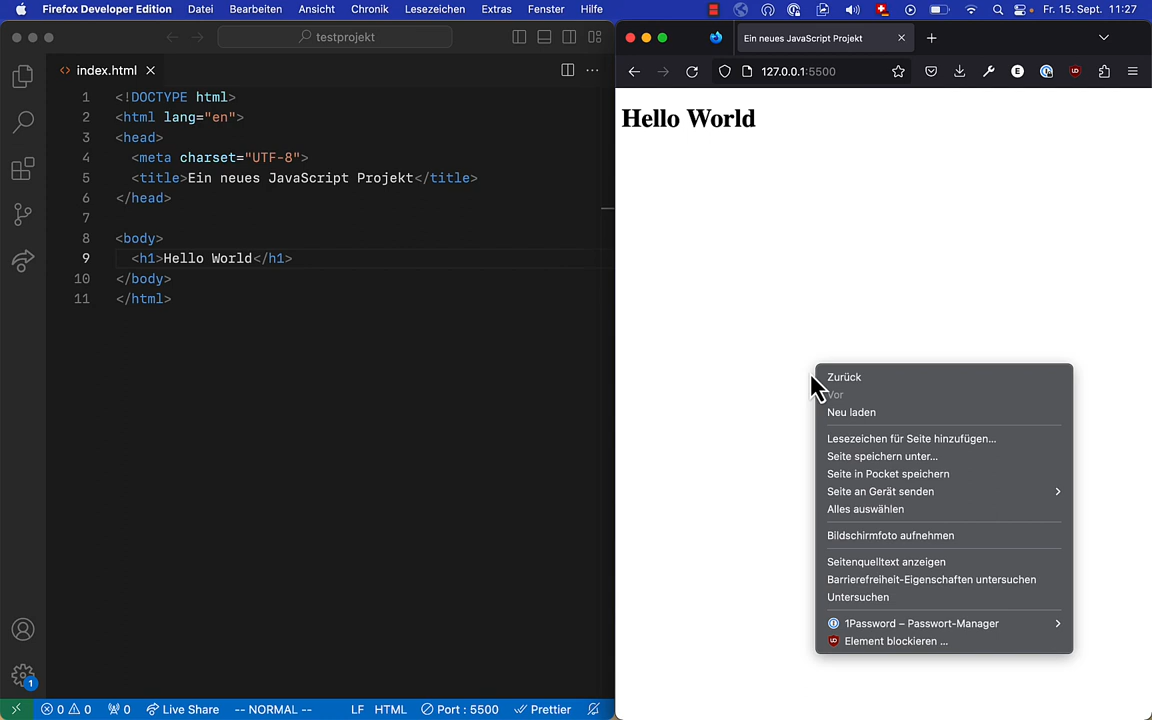 Firefox Developer Edition Datei Bearbeiten Ansicht Chronik Lesezeichen Extras Fenster Hilfe Fr. 15. Sept. 11:27
testprojekt
index.html
1 <!DOCTYPE html>
2 <html lang="en">
3 <head>
4 <meta charset="UTF-8">
5 <title>Ein neues JavaScript Projekt</title>
6 </head>
7
8 <body>
9 <h1>Hello World</h1>
10 </body>
11 </html>
1
0 0 0 Live Share -- NORMAL -- LF HTML Port : 5500 Prettier
Ein neues JavaScript Projekt
127.0.0.1:5500
E
Hello World
Zurück
Vor
Neu laden
Lesezeichen für Seite hinzufügen...
Seite speichern unter...
Seite in Pocket speichern
Seite an Gerät senden
Alles auswählen
Bildschirmfoto aufnehmen
Seitenquelltext anzeigen
Barrierefreiheit-Eigenschaften untersuchen
Untersuchen
1Password – Passwort-Manager
Element blockieren ...